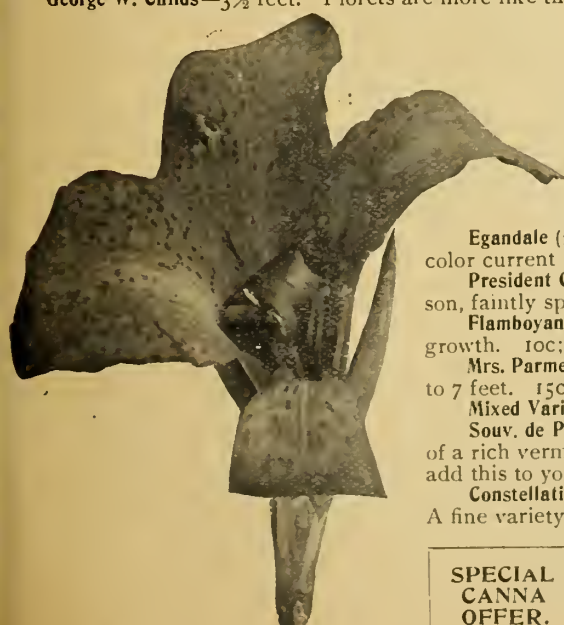 George W. Childs—3½ feet. Florets are more like th
Egandale (
color current
President
son, faintly sp
Flamboyan
growth. 10c;
Mrs. Parme
to 7 feet. 15c
Mixed Vari
Souv. de P
of a rich verm
add this to yo
Constellati
A fine variety
SPECIAL
CANNA
OFFER.